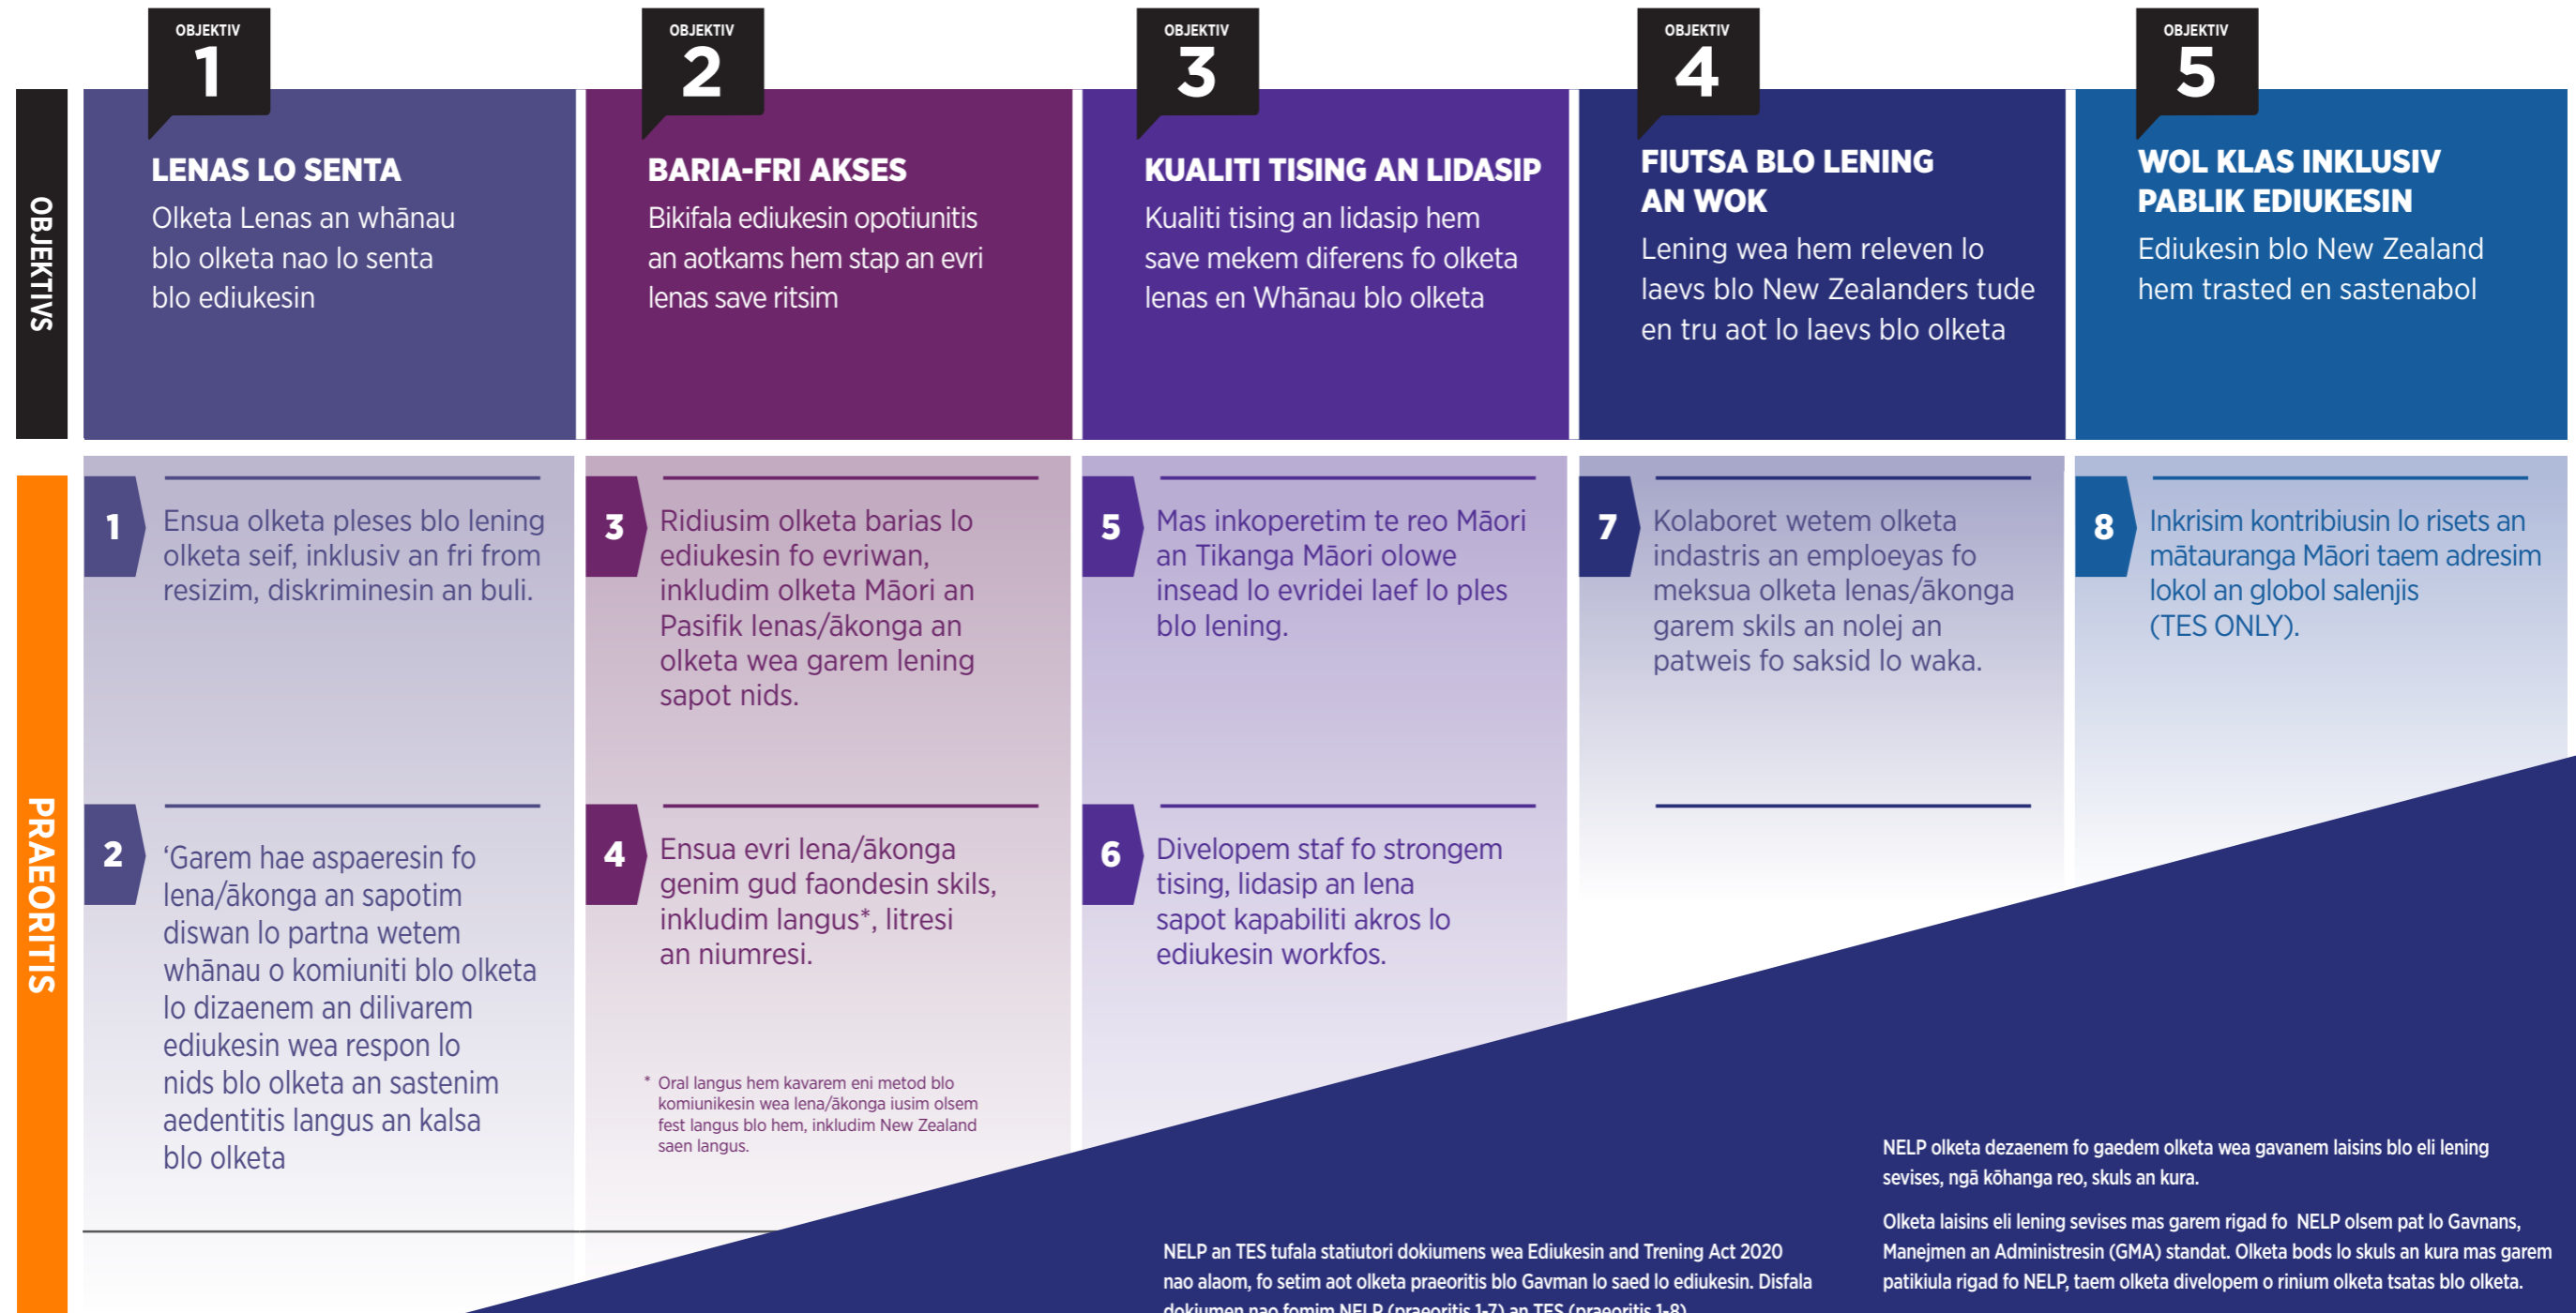 OBJEKTIVS
OBJEKTIV
1
LENAS LO SENTA
Olketa Lenas an whānau
blo olketa nao lo senta
blo ediukesin
OBJEKTIV
2
BARIA-FRI AKSES
Bikifala ediukesin opotiunitis
an aotkams hem stap an evri
lenas save ritsim
OBJEKTIV
3
KUALITI TISING AN LIDASIP
Kualiti tising an lidasip hem
save mekem diferens fo olketa
lenas en Whānau blo olketa
OBJEKTIV
4
FIUTSA BLO LENING
AN WOK
Lening wea hem releven lo
laevs blo New Zealanders tude
en tru aot lo laevs blo olketa
OBJEKTIV
5
WOL KLAS INKLUSIV
PABLIK EDIUKESIN
Ediukesin blo New Zealand
hem trasted en sastenabol
PRAEORITIS
1
Ensua olketa pleses blo lening
olketa seif, inklusiv an fri from
resizim, diskriminesin an buli.
2
‘Garem hae aspaeresin fo
lena/ākonga an sapotim
diswan lo partna wetem
whānau o komiuniti blo olketa
lo dizaenem an dilivarem
ediukesin wea respon lo
nids blo olketa an sastenim
aedentitis langus an kalsa
blo olketa
3
Ridiusim olketa barias lo
ediukesin fo evriwan,
inkludim olketa Māori an
Pasifik lenas/ākonga an
olketa wea garem lening
sapot nids.
4
Ensua evri lena/ākonga
genim gud faondesin skils,
inkludim langus*, litresi
an niumresi.
* Oral langus hem kavarem eni metod blo
komiunikesin wea lena/ākonga iusim olsem
fest langus blo hem, inkludim New Zealand
saen langus.
5
Mas inkoperetim te reo Māori
an Tikanga Māori olowe
insead lo evridei laef lo ples
blo lening.
6
Divelopem staf fo strongem
tising, lidasip an lena
sapot kapabiliti akros lo
ediukesin workfos.
7
Kolaboret wetem olketa
indastris an emploeyas fo
meksua olketa lenas/ākonga
garem skils an nolej an
patweis fo saksid lo waka.
8
Inkrisim kontribiusin lo risets an
mātauranga Māori taem adresim
lokol an globol salenjis
(TES ONLY).
NELP an TES tufala statiutori dokiumens wea Ediukesin and Trening Act 2020
nao alaom, fo setim aot olketa praeoritis blo Gavman lo saed lo ediukesin. Disfala
dokiumen nao fomim NELP (praeoritis 1-7) an TES (praeoritis 1-8)
NELP olketa dezaenem fo gaedem olketa wea gavanem laisins blo eli lening
sevises, ngā kōhanga reo, skuls an kura.
Olketa laisins eli lening sevises mas garem rigad fo NELP olsem pat lo Gavnans,
Manejmen an Administresin (GMA) standat. Olketa bods lo skuls an kura mas garem
patikiula rigad fo NELP, taem olketa divelopem o rinium olketa tsatas blo olketa.